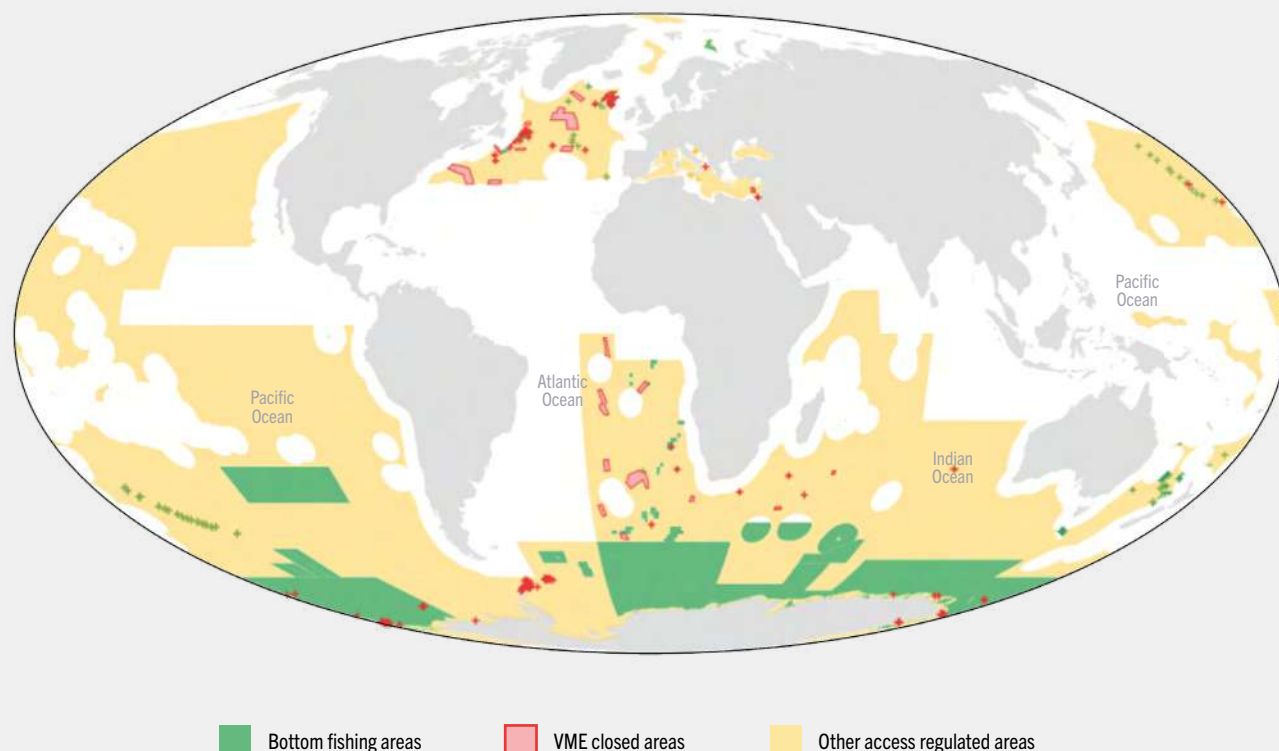 Pacific
Ocean
Atlantic
Ocean
Pacific
Ocean
Indian
Ocean
Bottom fishing areas
VME closed areas
Other access regulated areas